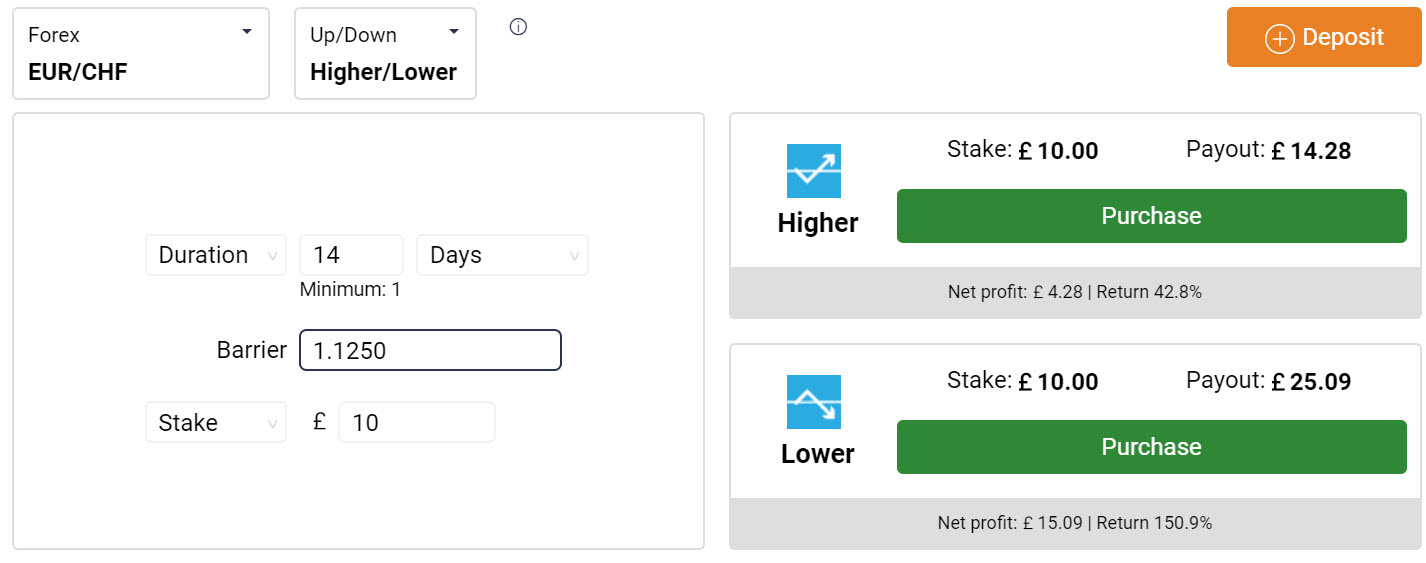 Forex
EUR/CHF
Up/Down
Higher/Lower
Deposit
Duration 14 Days
Minimum: 1
Barrier 1.1250
Stake £ 10
Stake: £ 10.00 Payout: £ 14.28
Higher
Purchase
Net profit: £ 4.28 | Return 42.8%
Stake: £ 10.00 Payout: £ 25.09
Lower
Purchase
Net profit: £ 15.09 | Return 150.9%